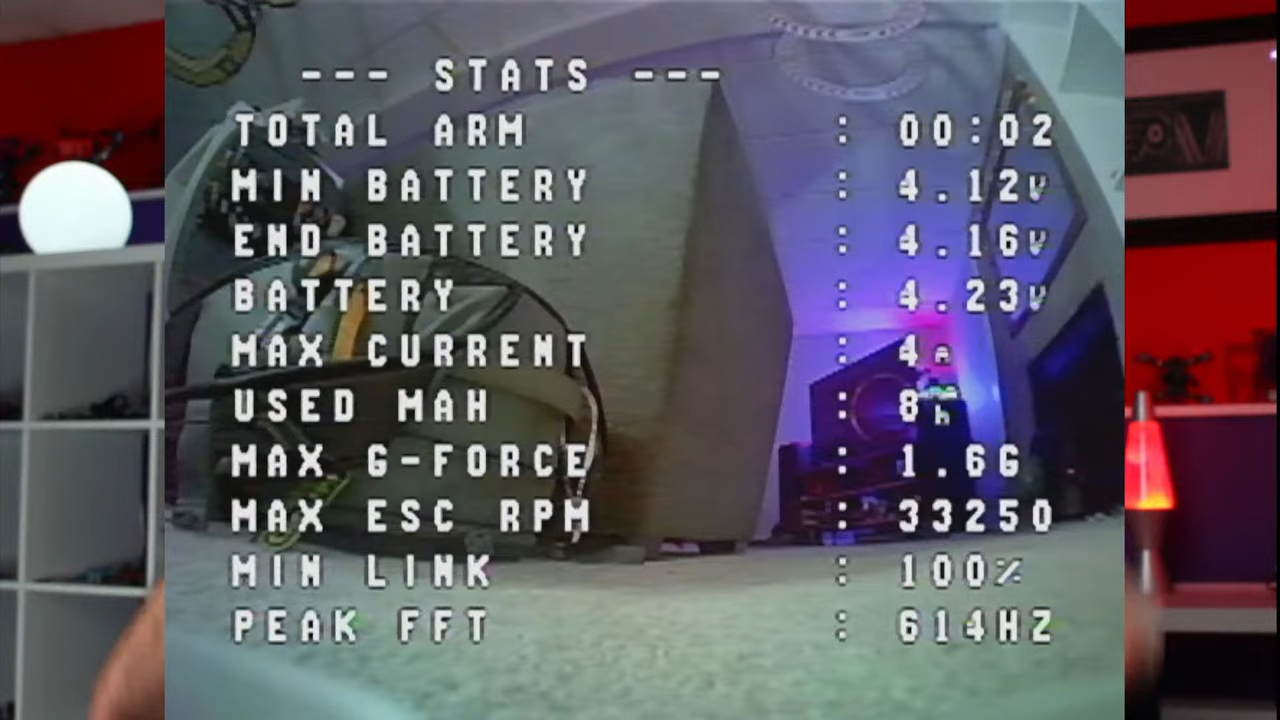 --- STATS ---
TOTAL ARM : 00:02
MIN BATTERY : 4.12V
END BATTERY : 4.16V
BATTERY : 4.23V
MAX CURRENT : 4A
USED MAH : 8
MAX G-FORCE : 1.6G
MAX ESC RPM : 33250
MIN LINK : 100%
PEAK FFT : 614HZ